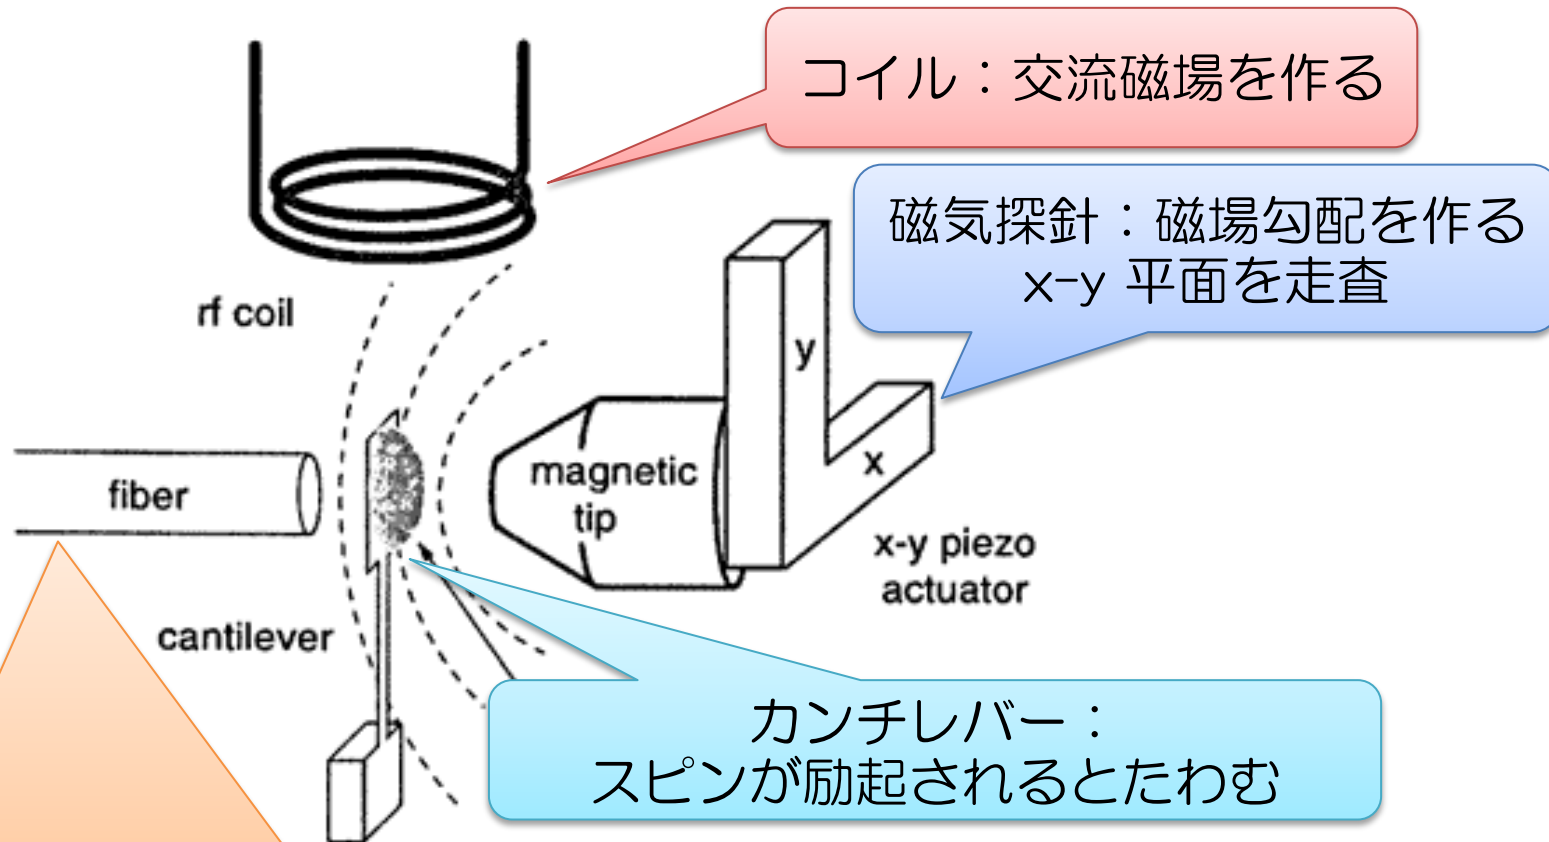 コイル：交流磁場を作る
磁気探針：磁場勾配を作る
x-y 平面を走査
rf coil
y
x
fiber
magnetic
tip
x-y piezo
actuator
cantilever
カンチレバー：
スピンが励起されるとたわむ